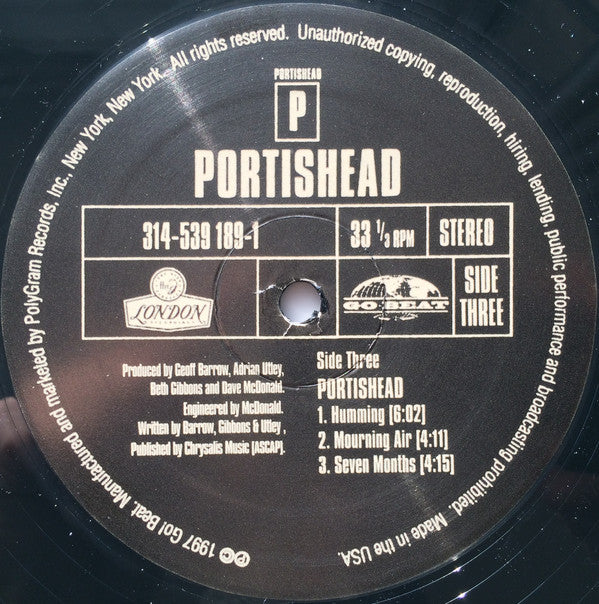 PORTISHEAD
P
PORTISHEAD
314-539 189-1
33 ⅓ RPM
STEREO
LONDON
GO! BEAT
SIDE
THREE
Produced by Geoff Barrow, Adrian Utley,
Beth Gibbons and Dave McDonald.
Engineered by McDonald.
Written by Barrow, Gibbons & Utley ,
Published by Chrysalis Music [ASCAP].
Side Three
PORTISHEAD
1. Humming [6:02]
2. Mourning Air [4:11]
3. Seven Months [4:15]
℗© 1997 Go! Beat. Manufactured and marketed by PolyGram Records, Inc., New York, New York. All rights reserved. Unauthorized copying, reproduction, hiring, lending, public performance and broadcasting prohibited. Made in the USA.